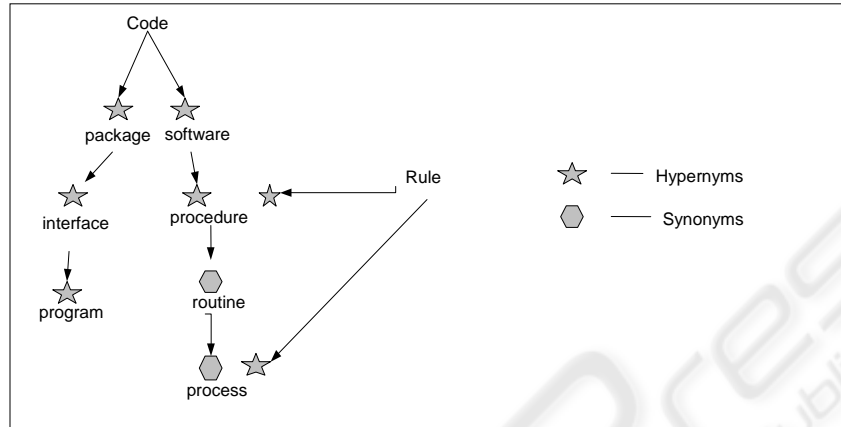 Code
package
software
Rule
Hypernyms
interface
procedure
Synonyms
routine
program
process